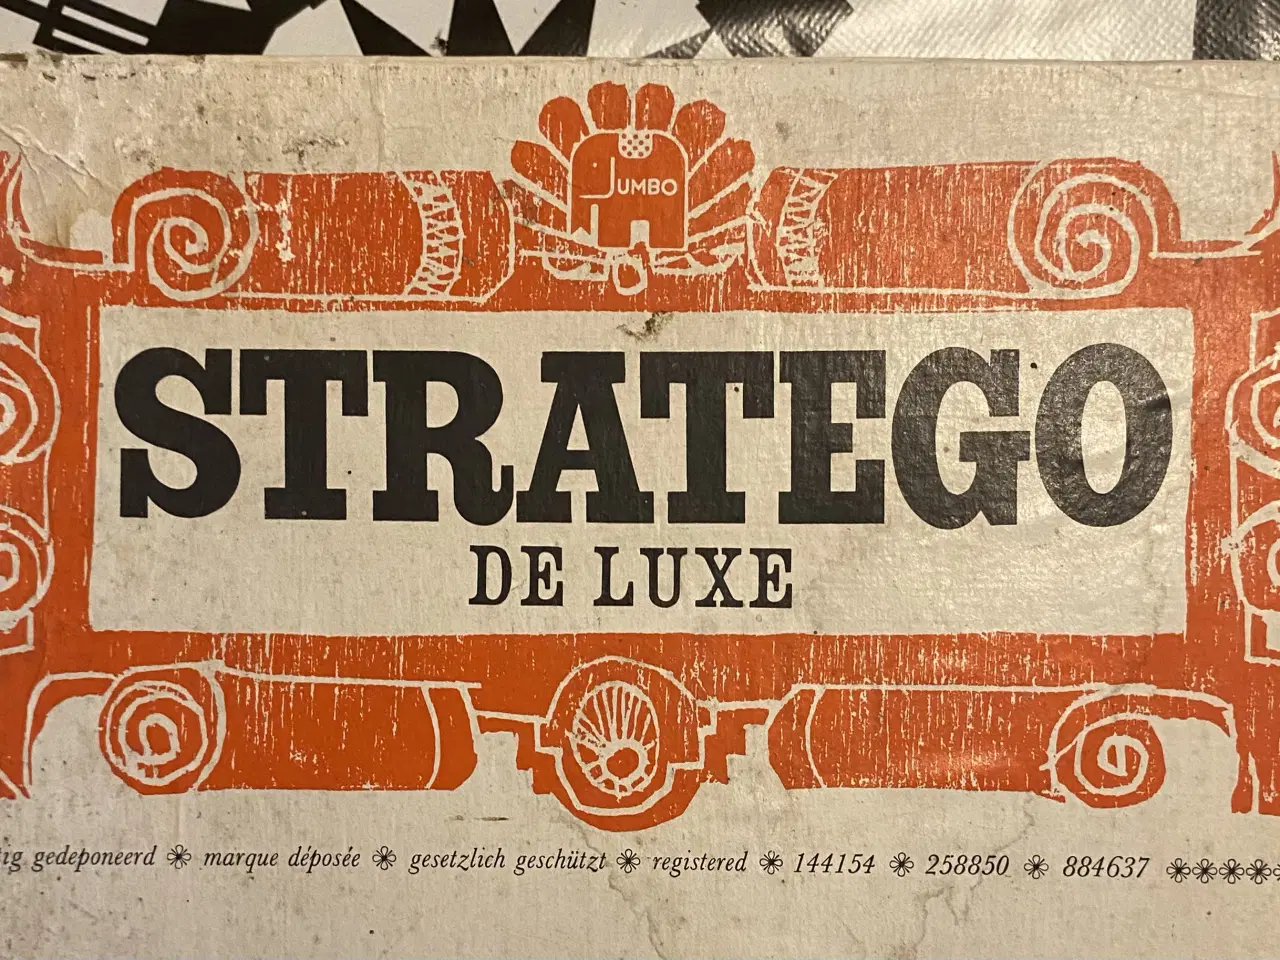 JUMBO
STRATEGO
DE LUXE
gedeponeerd ❉ marque déposée ❉ gesetzlich geschützt ❉ registered ❉ 144154 ❉ 258850 ❉ 884637 ❉❉❉❉❉